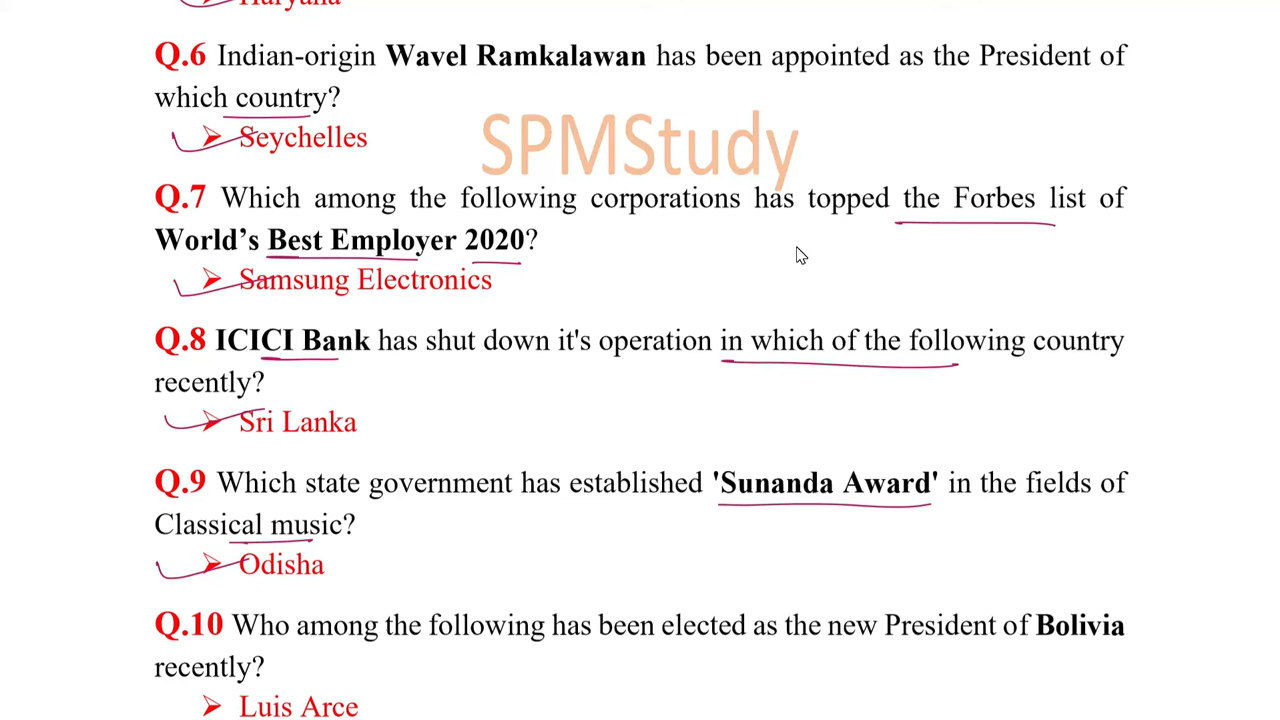 Haryana
Q.6 Indian-origin Wavel Ramkalawan has been appointed as the President of
which country?
Seychelles
SPMStudy
Q.7 Which among the following corporations has topped the Forbes list of
World's Best Employer 2020?
Samsung Electronics
Q.8 ICICI Bank has shut down it's operation in which of the following country
recently?
Sri Lanka
Q.9 Which state government has established 'Sunanda Award' in the fields of
Classical music?
Odisha
Q.10 Who among the following has been elected as the new President of Bolivia
recently?
Luis Arce